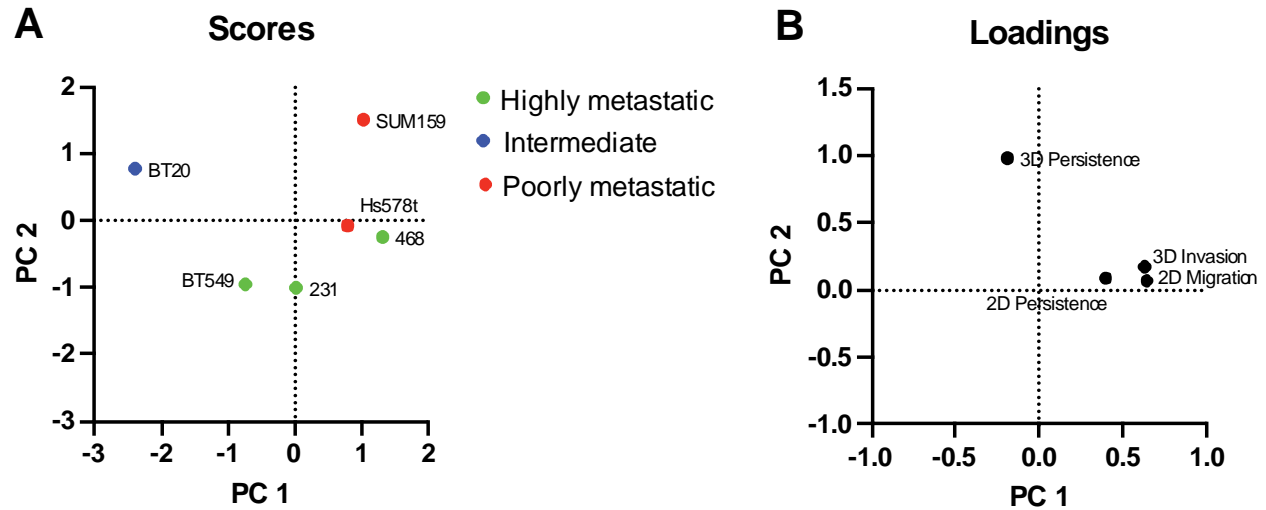 A
Scores
2
1
0
-1
-2
-3
PC 2
-3
-2
-1
0
1
2
PC 1
SUM159
BT20
Hs578t
468
BT549
231
Highly metastatic
Intermediate
Poorly metastatic
B
Loadings
1.5
1.0
0.5
0.0
-0.5
-1.0
PC 2
-1.0
-0.5
0.0
0.5
1.0
PC 1
3D Persistence
3D Invasion
2D Migration
2D Persistence